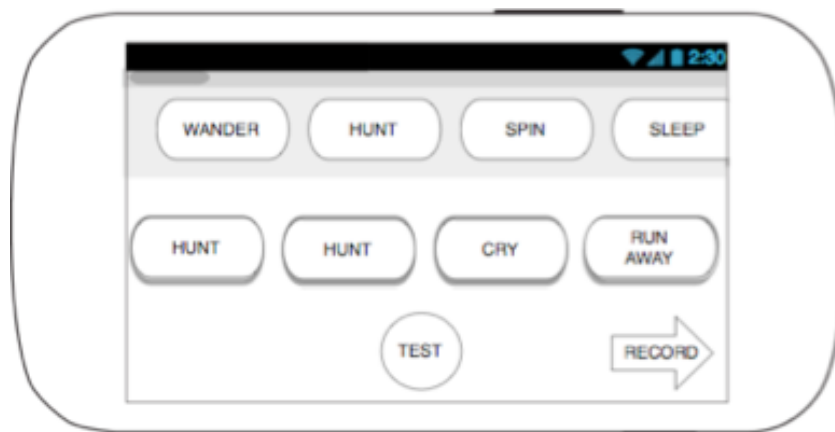 2:30
WANDER HUNT SPIN SLEEP
HUNT HUNT CRY RUN AWAY
TEST RECORD